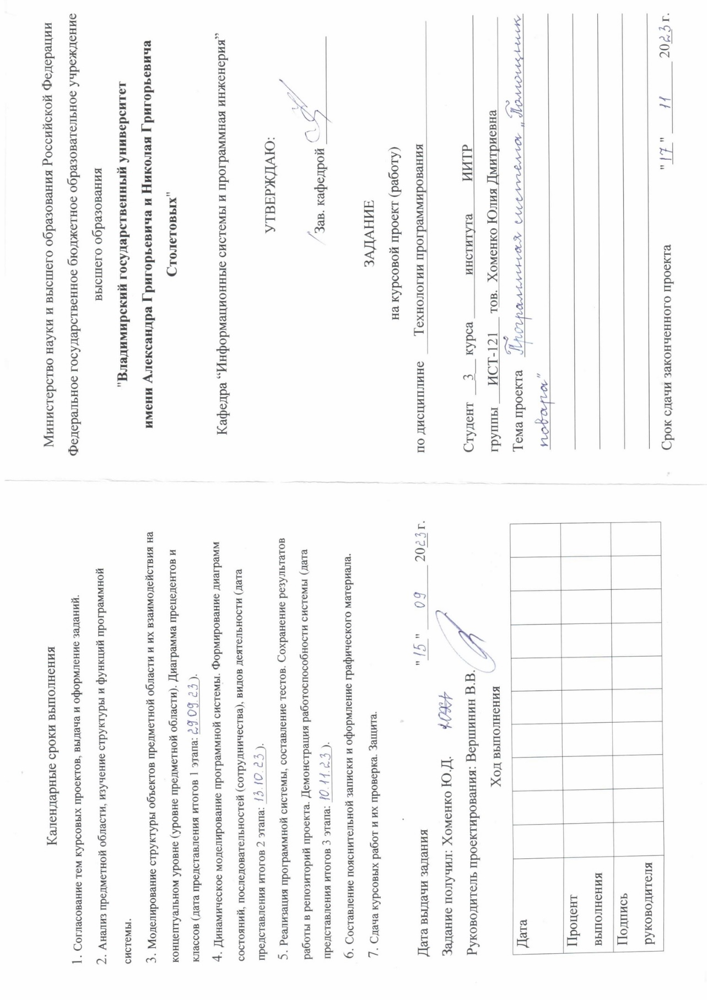 Календарные сроки выполнения
1. Согласование тем курсовых проектов, выдача и оформление заданий.
2. Анализ предметной области, изучение структуры и функций программной
системы.
3. Моделирование структуры объектов предметной области и их взаимодействия на
концептуальном уровне (уровне предметной области). Диаграмма прецедентов и
классов (дата представления итогов 1 этапа: 29.09.23).
4. Динамическое моделирование программной системы. Формирование диаграмм
состояний, последовательностей (сотрудничества), видов деятельности (дата
представления итогов 2 этапа: 13.10.23).
5. Реализация программной системы, составление тестов. Сохранение результатов
работы в репозиторий проекта. Демонстрация работоспособности системы (дата
представления итогов 3 этапа: 10.11.23).
6. Составление пояснительной записки и оформление графического материала.
7. Сдача курсовых работ и их проверка. Защита.
Дата выдачи задания "15" 09 2023 г.
Задание получил: Хоменко Ю.Д.
Руководитель проектирования: Вершинин В.В.
Ход выполнения
Дата
Процент
выполнения
Подпись
руководителя
Министерство науки и высшего образования Российской Федерации
Федеральное государственное бюджетное образовательное учреждение
высшего образования
"Владимирский государственный университет
имени Александра Григорьевича и Николая Григорьевича
Столетовых"
Кафедра “Информационные системы и программная инженерия”
УТВЕРЖДАЮ:
Зав. кафедрой
ЗАДАНИЕ
на курсовой проект (работу)
по дисциплине Технологии программирования
Студент 3 курса института ИИТР
группы ИСТ-121 тов. Хоменко Юлия Дмитриевна
Тема проекта Программная система „Помощник
повара"
Срок сдачи законченного проекта "17" 11 2023 г.